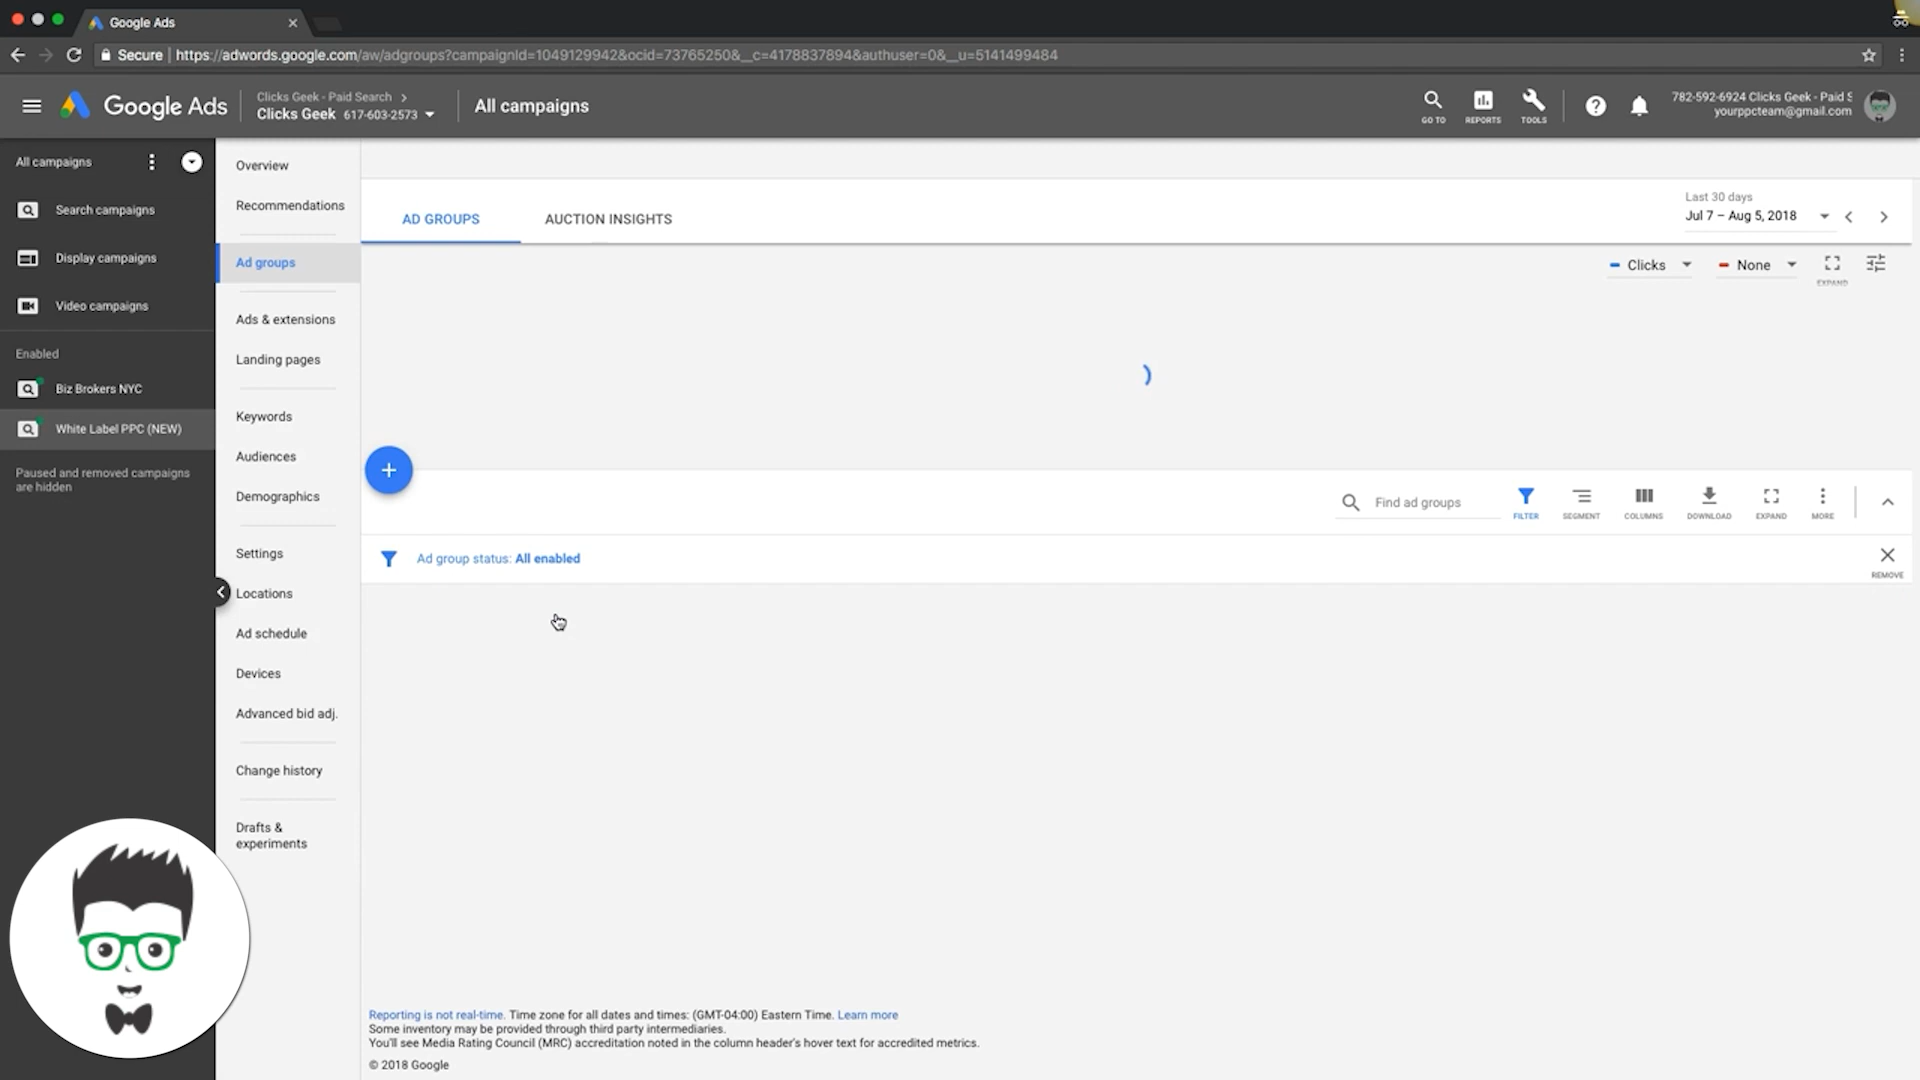 Google Ads
Secure | https://adwords.google.com/aw/adgroups?campaignId=1049129942&ocid=73765250&__c=4178837894&authuser=0&__u=5141499484
Google Ads
Clicks Geek - Paid Search
Clicks Geek 617-603-2573
All campaigns
GO TO
REPORTS
TOOLS
782-592-6924 Clicks Geek - Paid S
yourppcteam@gmail.com
All campaigns
Search campaigns
Display campaigns
Video campaigns
Enabled
Biz Brokers NYC
White Label PPC (NEW)
Paused and removed campaigns
are hidden
Overview
Recommendations
Ad groups
Ads & extensions
Landing pages
Keywords
Audiences
Demographics
Settings
Locations
Ad schedule
Devices
Advanced bid adj.
Change history
Drafts &
experiments
AD GROUPS
AUCTION INSIGHTS
Last 30 days
Jul 7 – Aug 5, 2018
Clicks
None
EXPAND
Find ad groups
FILTER
SEGMENT
COLUMNS
DOWNLOAD
EXPAND
MORE
Ad group status: All enabled
REMOVE
Reporting is not real-time. Time zone for all dates and times: (GMT-04:00) Eastern Time. Learn more
Some inventory may be provided through third party intermediaries.
You'll see Media Rating Council (MRC) accreditation noted in the column header's hover text for accredited metrics.
© 2018 Google